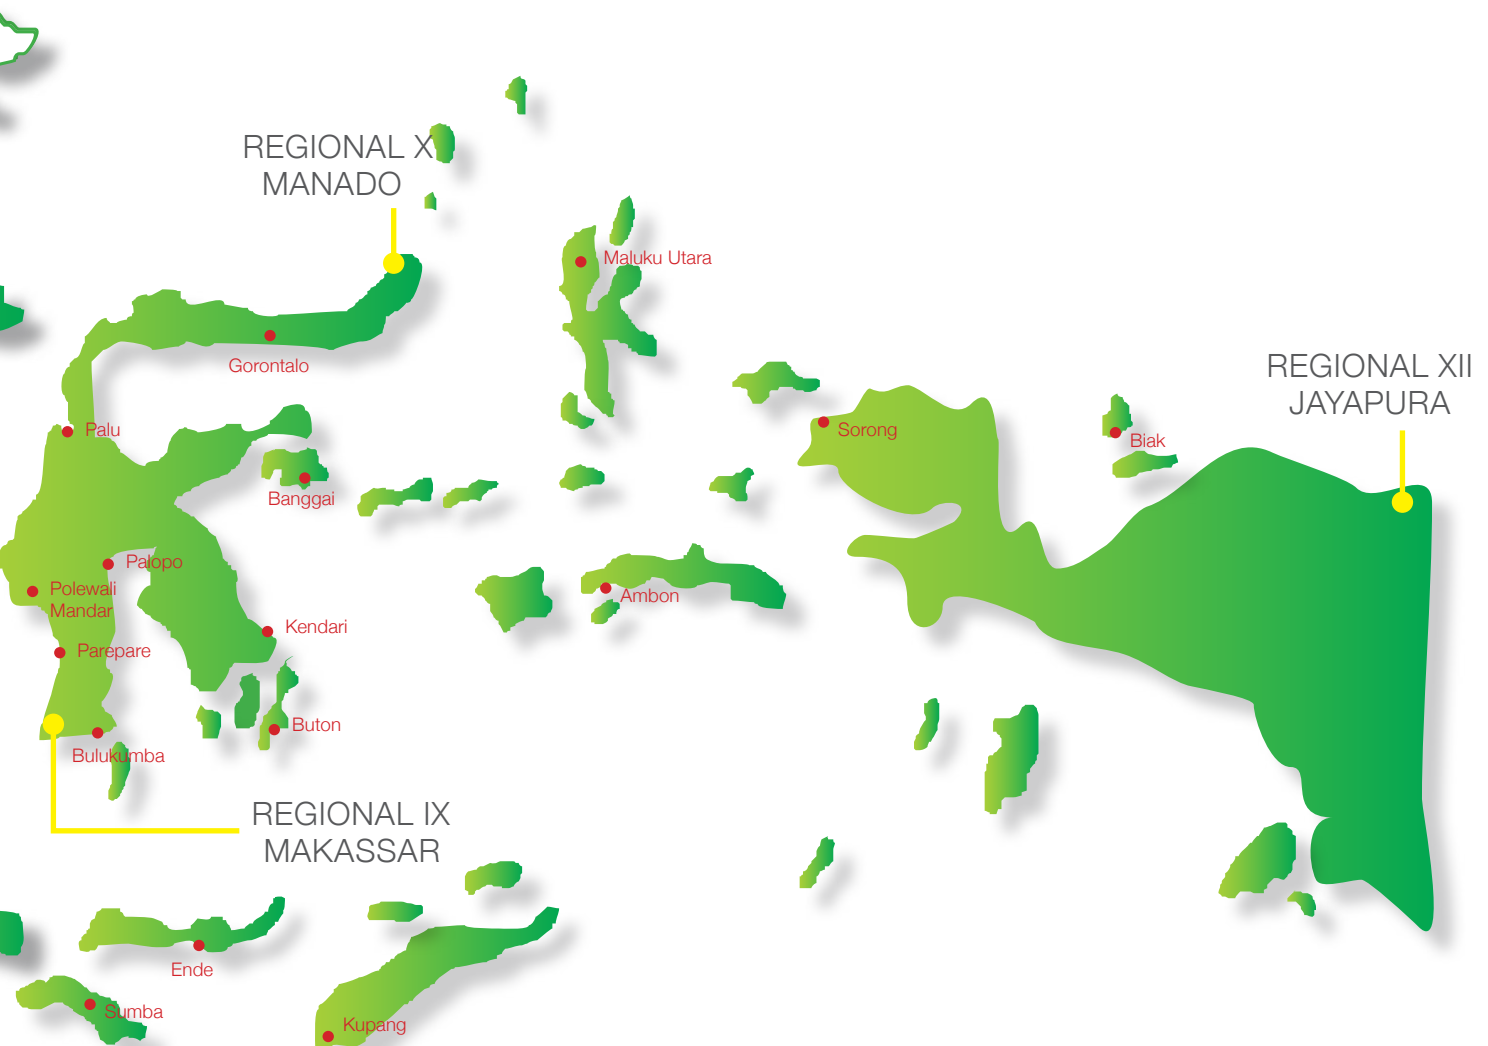 REGIONAL X
MANADO
Maluku Utara
Gorontalo
REGIONAL XII
JAYAPURA
Palu
Sorong
Biak
Banggai
Palopo
Polewali
Mandar
Ambon
Kendari
Parepare
Buton
Bulukumba
REGIONAL IX
MAKASSAR
Ende
Sumba
Kupang